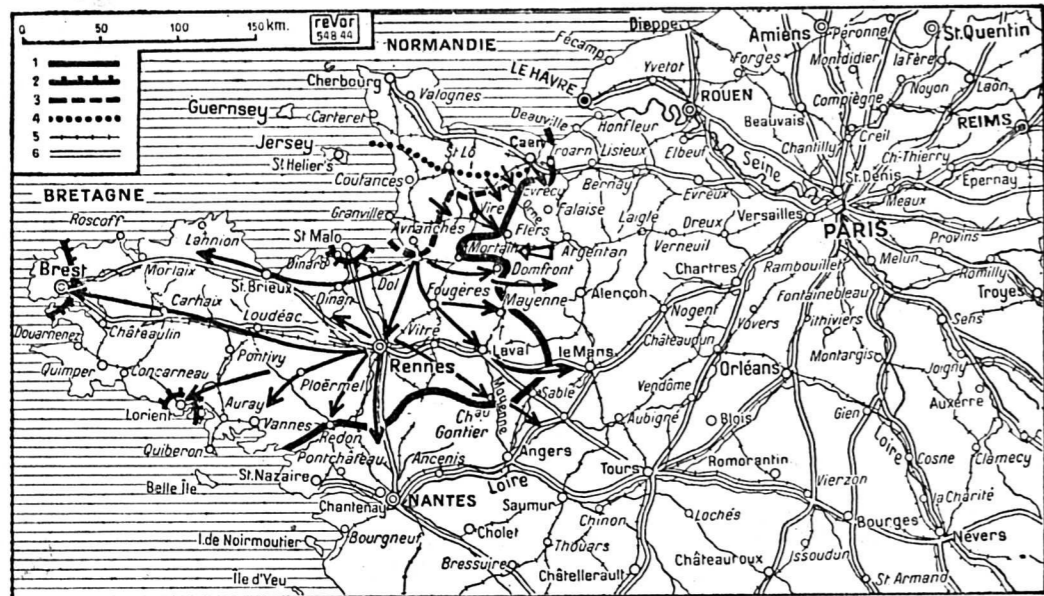 0 50 100 150 km.
reVor
548 44
1
2
3
4
5
6
NORMANDIE
BRETAGNE
Dieppe
Amiens
Péronne
St. Quentin
Fécamp
Yvetot
Forges
Montdidier
la Fère
Cherbourg
Valognes
LE HAVRE
ROUEN
Noyon
Laon
Guernsey
Carteret
Deauville
Honfleur
Beauvais
Compiègne
Creil
REIMS
Jersey
St. Helier's
St. Lô
Caen
Lisieux
Elbeuf
Seine
Chantilly
Ch-Thierry
Coutances
Evrecy
Bernay
Evreux
St. Denis
Epernay
Roscoff
Granville
Vire
Orne
Falaise
Laigle
Dreux
Versailles
Meaux
Lannion
St Malo
Avranches
Flers
Verneuil
PARIS
Provins
Brest
Morlaix
Dinard
Mortain
Argentan
Chartres
Rambouillet
Melun
Romilly
St. Brieux
Dinan
Dol
Domfront
Troyes
Carhaix
Fougères
Mayenne
Alençon
Nogent
Fontainebleau
Douarnenez
Châteaulin
Loudéac
Vitré
Vovers
Pithiviers
Sens
Quimper
Pontivy
Rennes
Laval
le Mans
Châteaudun
Montargis
Joigny
Concarneau
Ploërmel
Sablé
Orléans
Lorient
Auray
Mayenne
Vendôme
Auxerre
Vannes
Redon
Chau
Gontier
Aubigné
Blois
Gien
Quiberon
Pontchâteau
Ancenis
Angers
Loire
Clamecy
Belle Île
St. Nazaire
Loire
Tours
Romorantin
Cosne
Chantenay
NANTES
Saumur
Vierzon
la Charité
I. de Noirmoutier
Bourgneuf
Cholet
Chinon
Lochés
Bourges
Nevers
Thouars
Issoudun
Île d'Yeu
Bressuire
Châtellerault
Châteauroux
St Armand